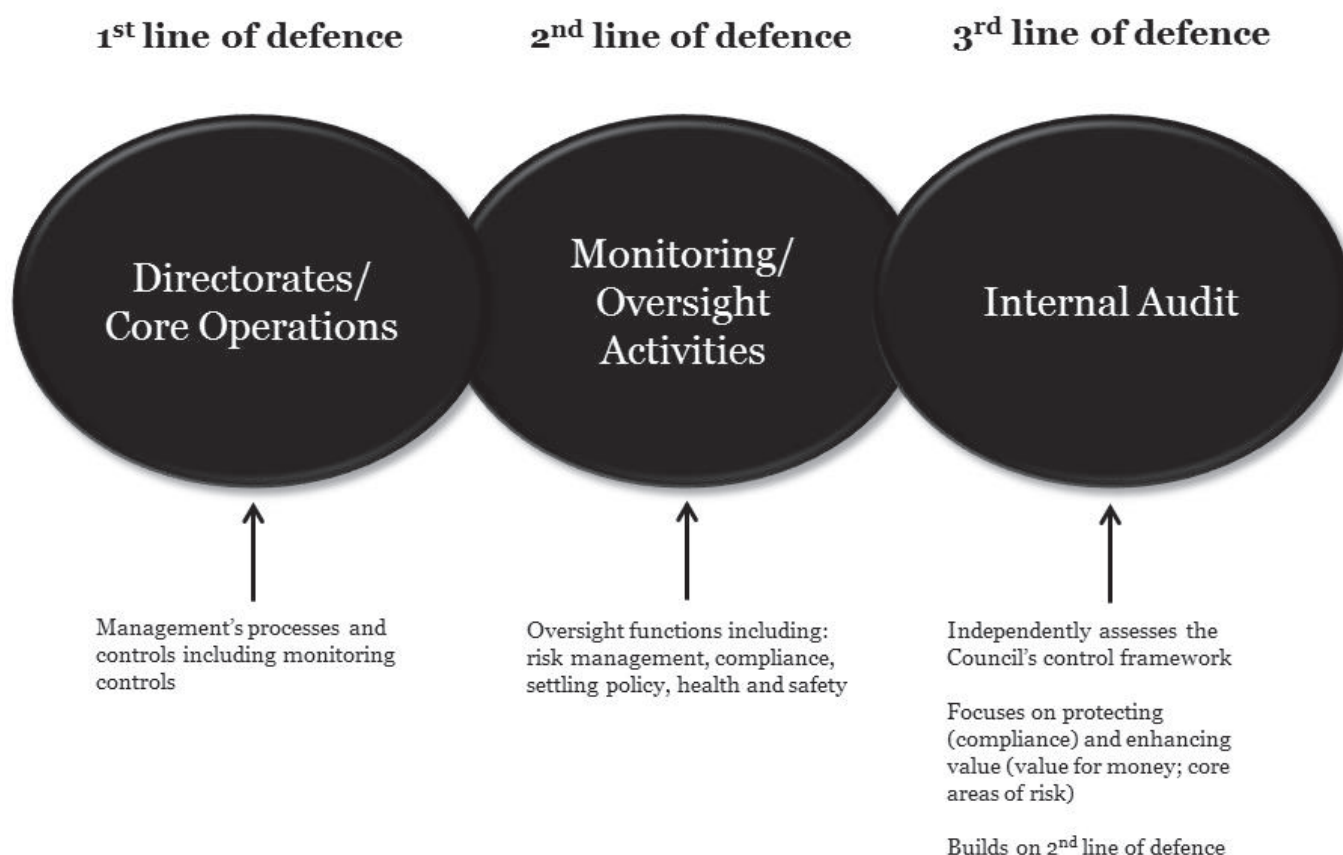 1st line of defence
2nd line of defence
3rd line of defence
Directorates/
Core Operations
Monitoring/
Oversight
Activities
Internal Audit
Management’s processes and
controls including monitoring
controls
Oversight functions including:
risk management, compliance,
settling policy, health and safety
Independently assesses the
Council’s control framework
Focuses on protecting
(compliance) and enhancing
value (value for money; core
areas of risk)
Builds on 2nd line of defence